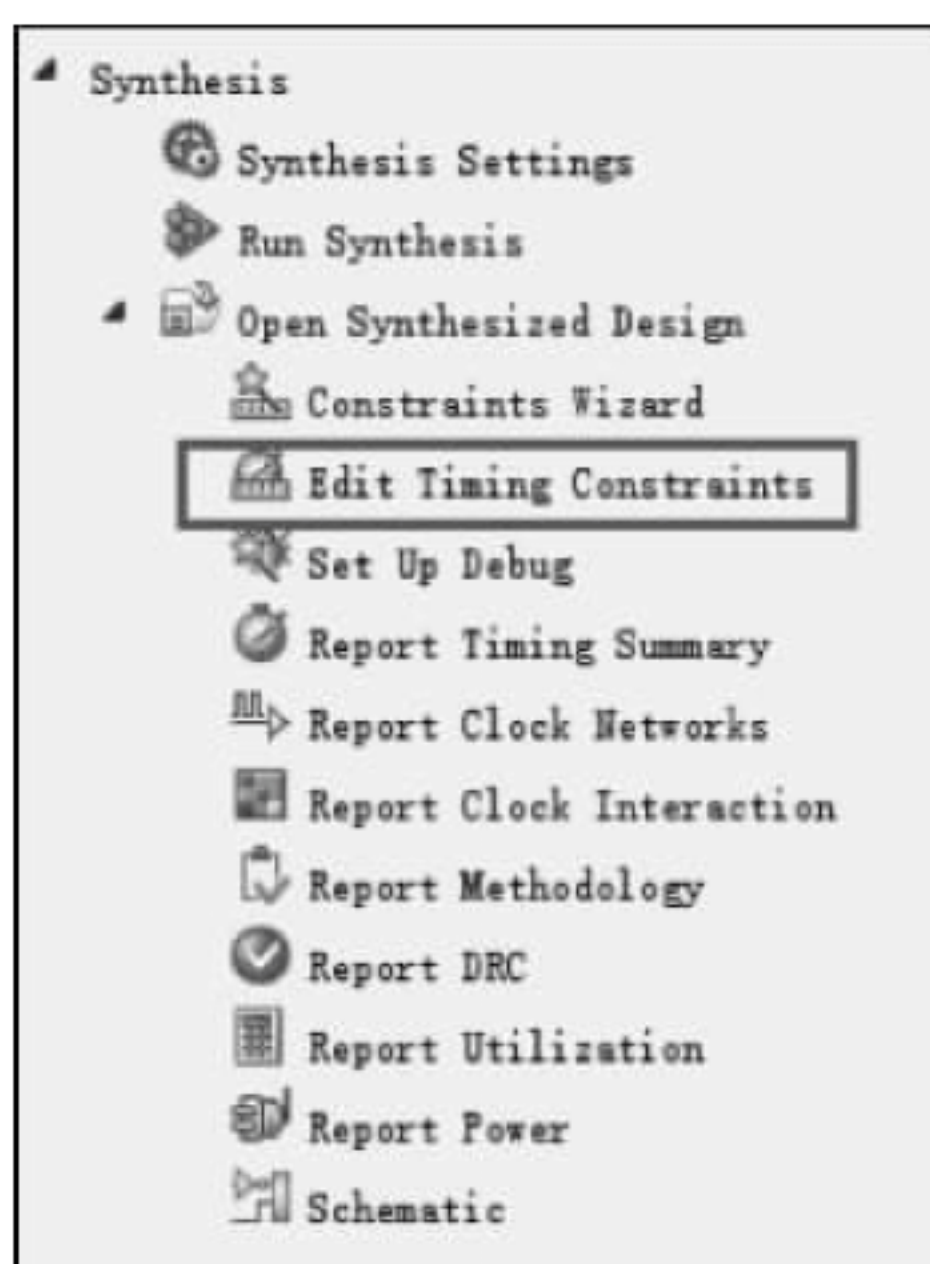 Synthesis
Synthesis Settings
Run Synthesis
Open Synthesized Design
Constraints Wizard
Edit Timing Constraints
Set Up Debug
Report Timing Summary
Report Clock Networks
Report Clock Interaction
Report Methodology
Report DRC
Report Utilization
Report Power
Schematic